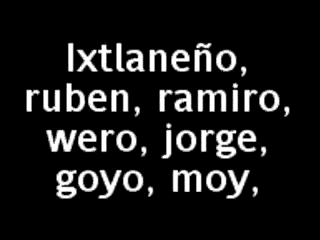 Ixtlaneño,
ruben, ramiro,
wero, jorge,
goyo, moy,